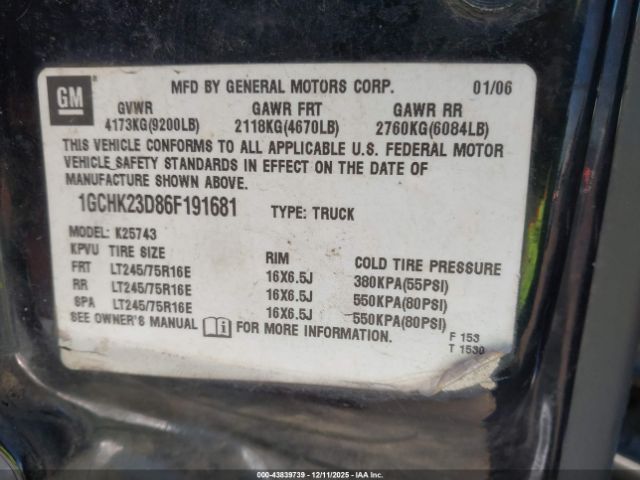 GM
MFD BY GENERAL MOTORS CORP. 01/06
GVWR GAWR FRT GAWR RR
4173KG(9200LB) 2118KG(4670LB) 2760KG(6084LB)
THIS VEHICLE CONFORMS TO ALL APPLICABLE U.S. FEDERAL MOTOR
VEHICLE SAFETY STANDARDS IN EFFECT ON THE DATE OF
MANUFACTURE SHOWN ABOVE.
1GCHK23D86F191681 TYPE: TRUCK
MODEL: K25743
KPVU TIRE SIZE RIM COLD TIRE PRESSURE
FRT LT245/75R16E 16X6.5J 380KPA(55PSI)
RR LT245/75R16E 16X6.5J 550KPA(80PSI)
SPA LT245/75R16E 16X6.5J 550KPA(80PSI)
SEE OWNER'S MANUAL i FOR MORE INFORMATION.
F 153
T 1530
000-43839739 - 12/11/2025 - IAAI.COM